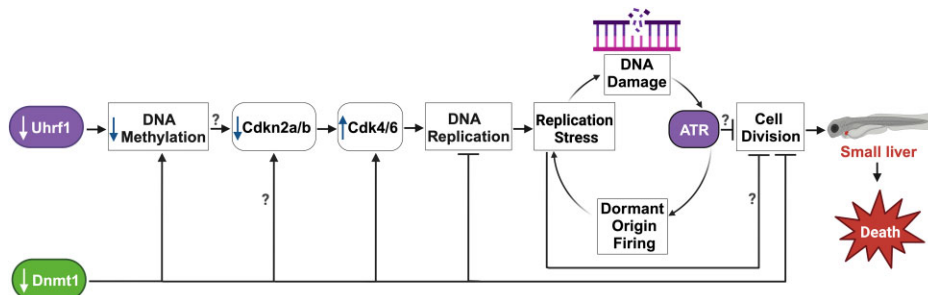 DNA
Damage
↓ Uhrf1
DNA
↓ Methylation
?
↓ Cdkn2a/b
↑ Cdk4/6
DNA
Replication
Replication
Stress
ATR
?
Cell
Division
Small liver
Dormant
Origin
Firing
?
?
Death
↓ Dnmt1